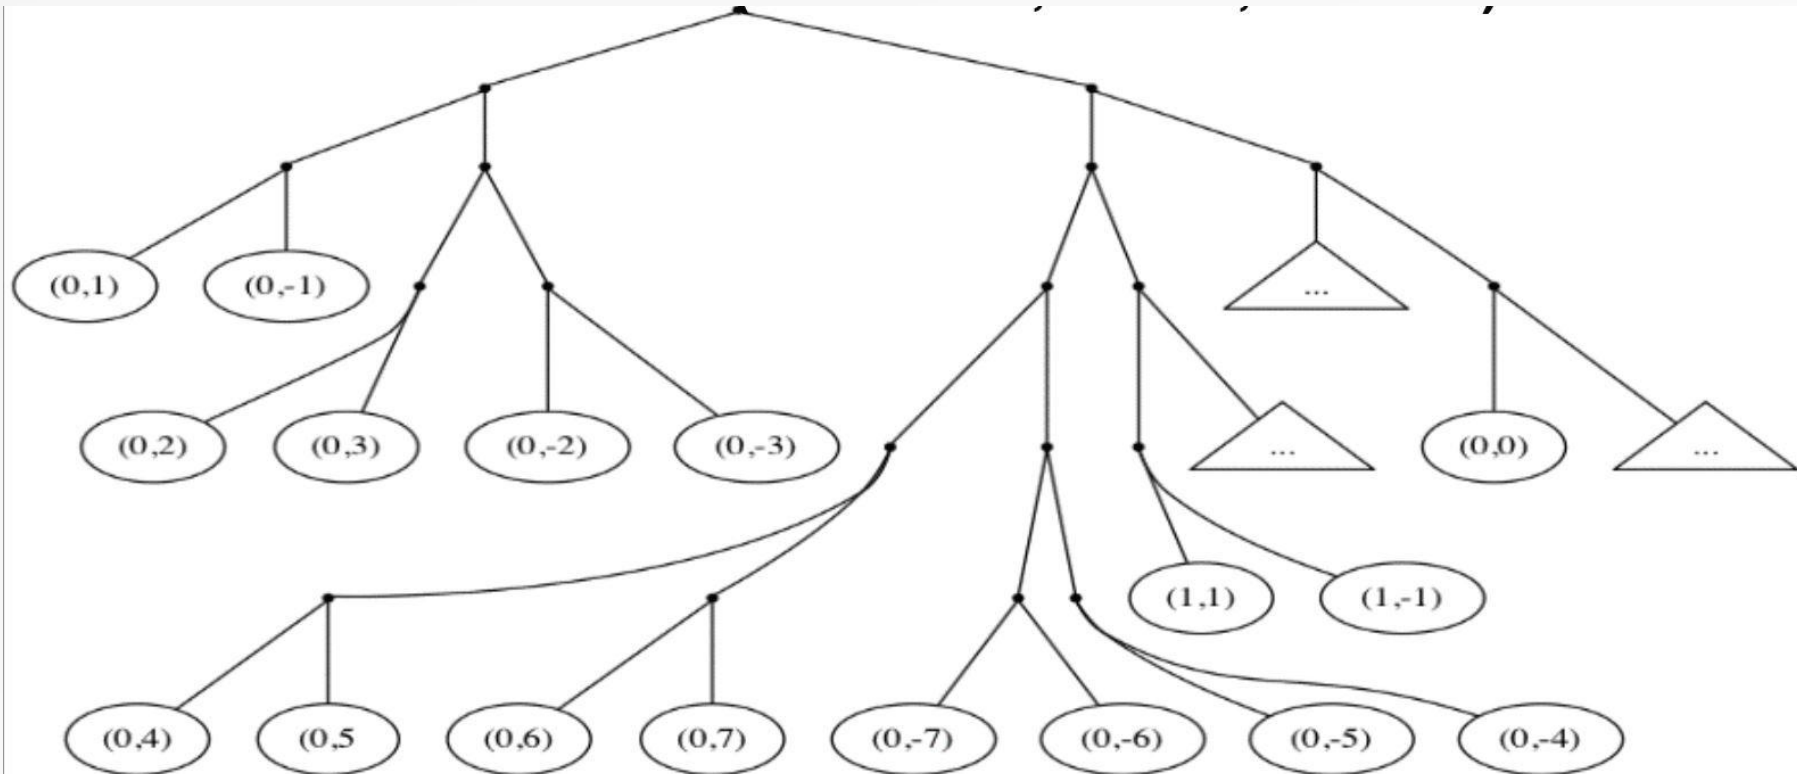 (0,1) (0,-1) ...
(0,2) (0,3) (0,-2) (0,-3) ... (0,0) ...
(1,1) (1,-1)
(0,4) (0,5 (0,6) (0,7) (0,-7) (0,-6) (0,-5) (0,-4)